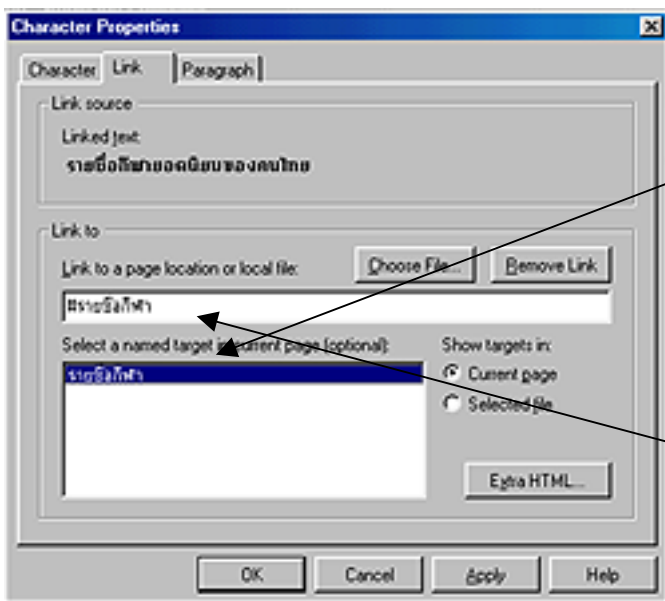 Character Properties
Character Link Paragraph
Link source
Linked text:
รายชื่อกีฬายอดนิยมของคนไทย
Link to
Link to a page location or local file:
Choose File...
Remove Link
#รายชื่อกีฬา
Select a named target in current page (optional):
Show targets in:
รายชื่อกีฬา
Current page
Selected file
Extra HTML...
OK Cancel Apply Help